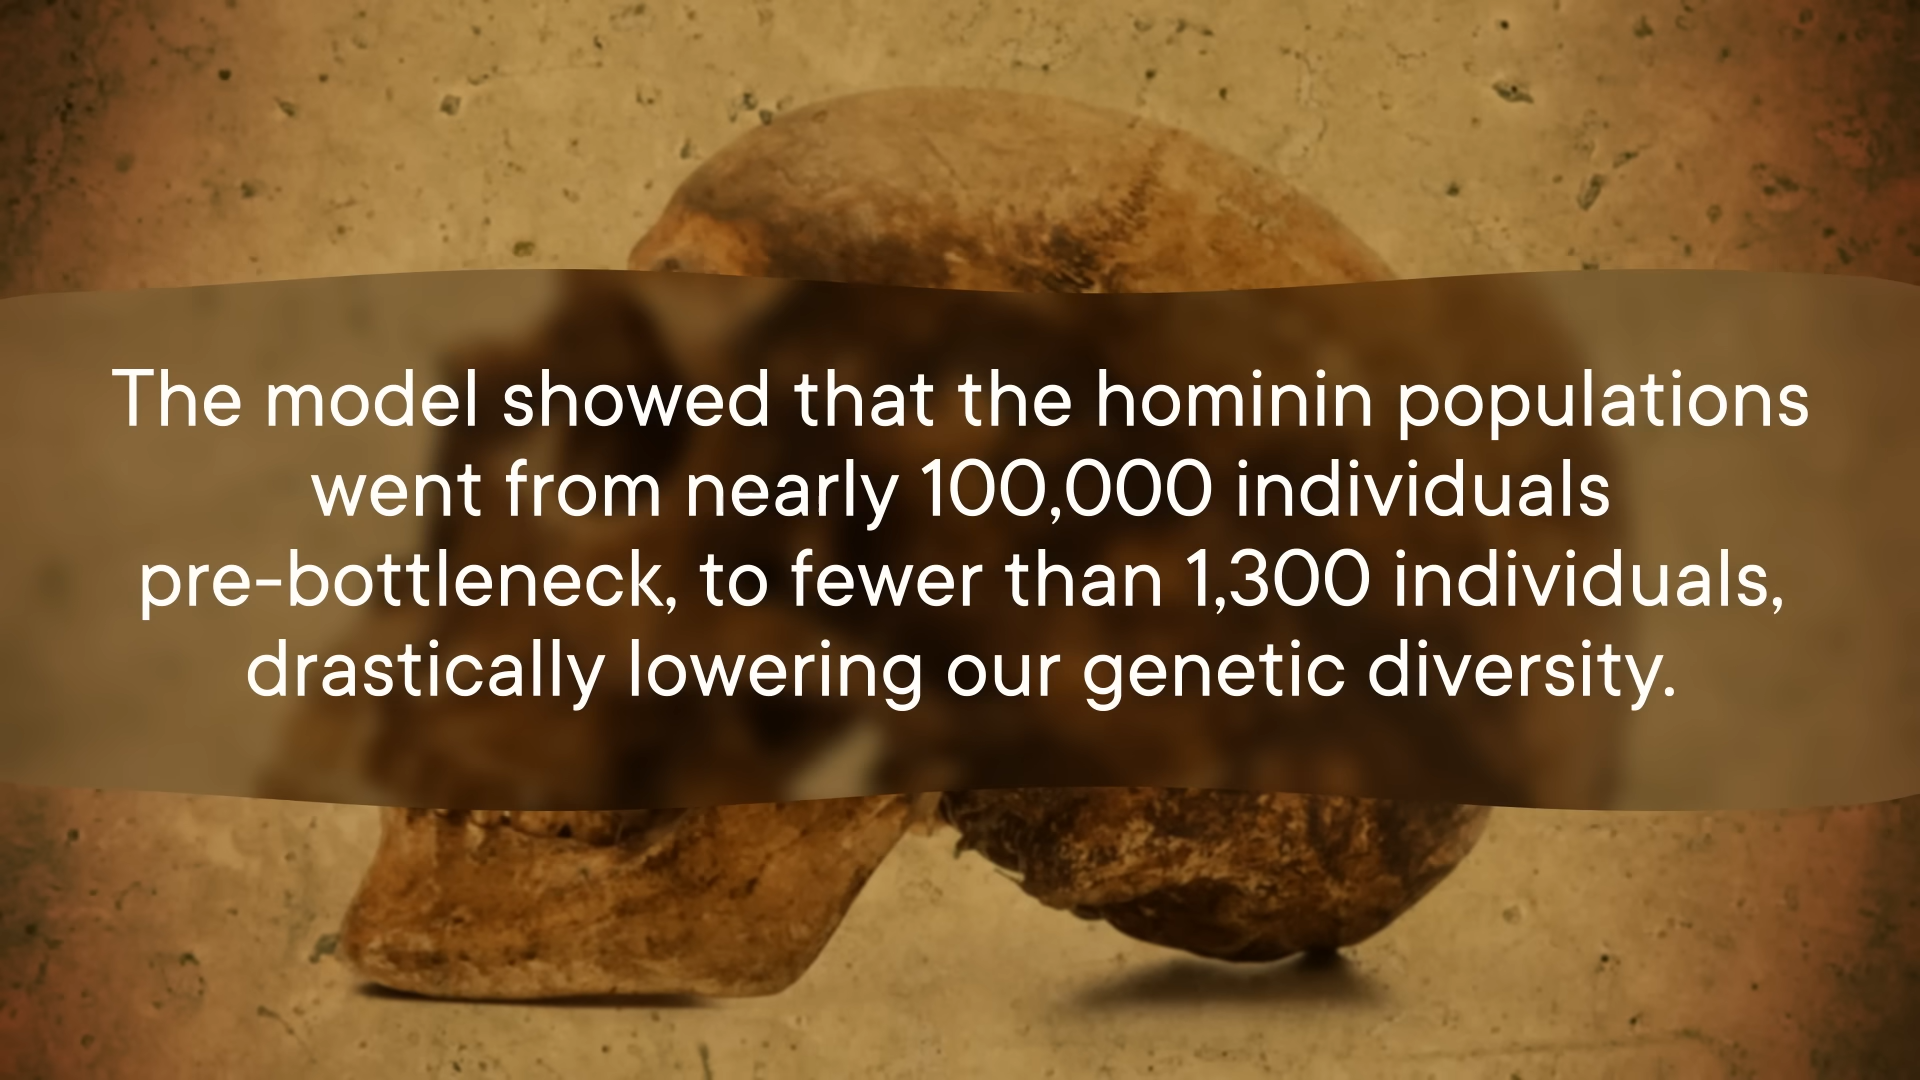 The model showed that the hominin populations
went from nearly 100,000 individuals
pre-bottleneck, to fewer than 1,300 individuals,
drastically lowering our genetic diversity.